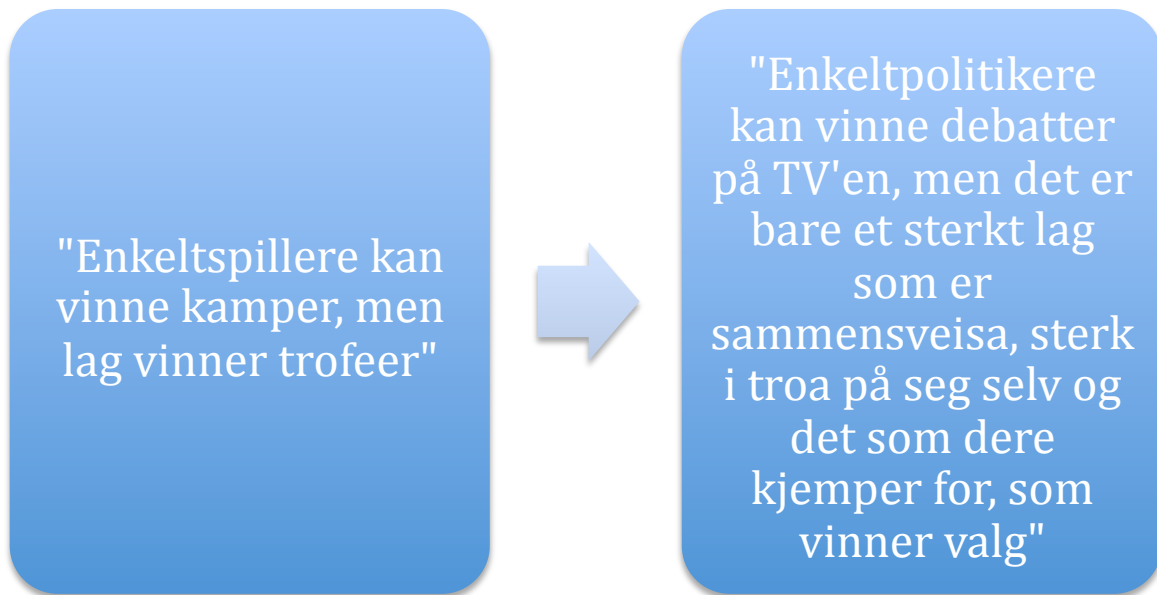 "Enkeltspillere kan
vinne kamper, men
lag vinner trofeer"
"Enkeltpolitikere
kan vinne debatter
på TV'en, men det er
bare et sterkt lag
som er
sammensveisa, sterk
i troa på seg selv og
det som dere
kjemper for, som
vinner valg"